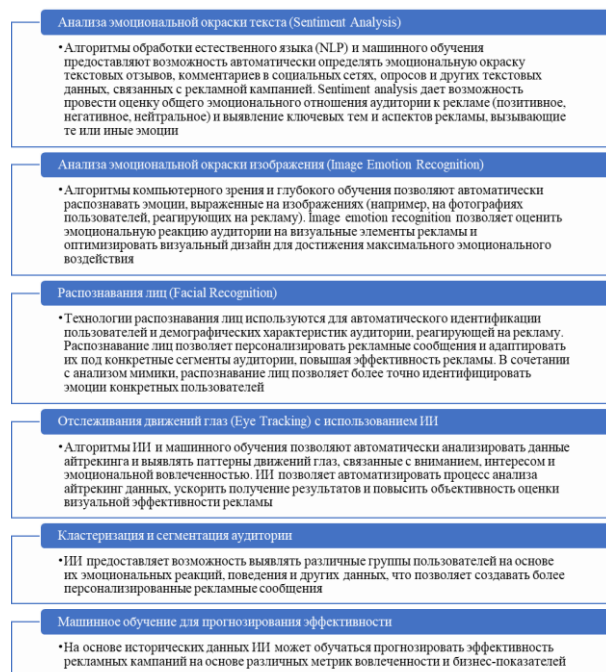 Анализа эмоциональной окраски текста (Sentiment Analysis)
•Алгоритмы обработки естественного языка (NLP) и машинного обучения
предоставляют возможность автоматически определять эмоциональную окраску
текстовых отзывов, комментариев в социальных сетях, опросов и других текстовых
данных, связанных с рекламной кампанией. Sentiment analysis дает возможность
провести оценку общего эмоционального отношения аудитории к рекламе (позитивное,
негативное, нейтральное) и выявление ключевых тем и аспектов рекламы, вызывающие
те или иные эмоции
Анализа эмоциональной окраски изображения (Image Emotion Recognition)
•Алгоритмы компьютерного зрения и глубокого обучения позволяют автоматически
распознавать эмоции, выраженные на изображениях (например, на фотографиях
пользователей, реагирующих на рекламу). Image emotion recognition позволяет оценить
эмоциональную реакцию аудитории на визуальные элементы рекламы и
оптимизировать визуальный дизайн для достижения максимального эмоционального
воздействия
Распознавания лиц (Facial Recognition)
•Технологии распознавания лиц используются для автоматического идентификации
пользователей и демографических характеристик аудитории, реагирующей на рекламу.
Распознавание лиц позволяет персонализировать рекламные сообщения и адаптировать
их под конкретные сегменты аудитории, повышая эффективность рекламы. В сочетании
с анализом мимики, распознавание лиц позволяет более точно идентифицировать
эмоции конкретных пользователей
Отслеживания движений глаз (Eye Tracking) с использованием ИИ
•Алгоритмы ИИ и машинного обучения позволяют автоматически анализировать данные
айтрекинга и выявлять паттерны движений глаз, связанные с вниманием, интересом и
эмоциональной вовлеченностью. ИИ позволяет автоматизировать процесс анализа
айтрекинг данных, ускорить получение результатов и повысить объективность оценки
визуальной эффективности рекламы
Кластеризация и сегментация аудитории
•ИИ предоставляет возможность выявлять различные группы пользователей на основе
их эмоциональных реакций, поведения и других данных, что позволяет создавать более
персонализированные рекламные сообщения
Машинное обучение для прогнозирования эффективности
•На основе исторических данных ИИ может обучаться прогнозировать эффективность
рекламных кампаний на основе различных метрик вовлеченности и бизнес-показателей